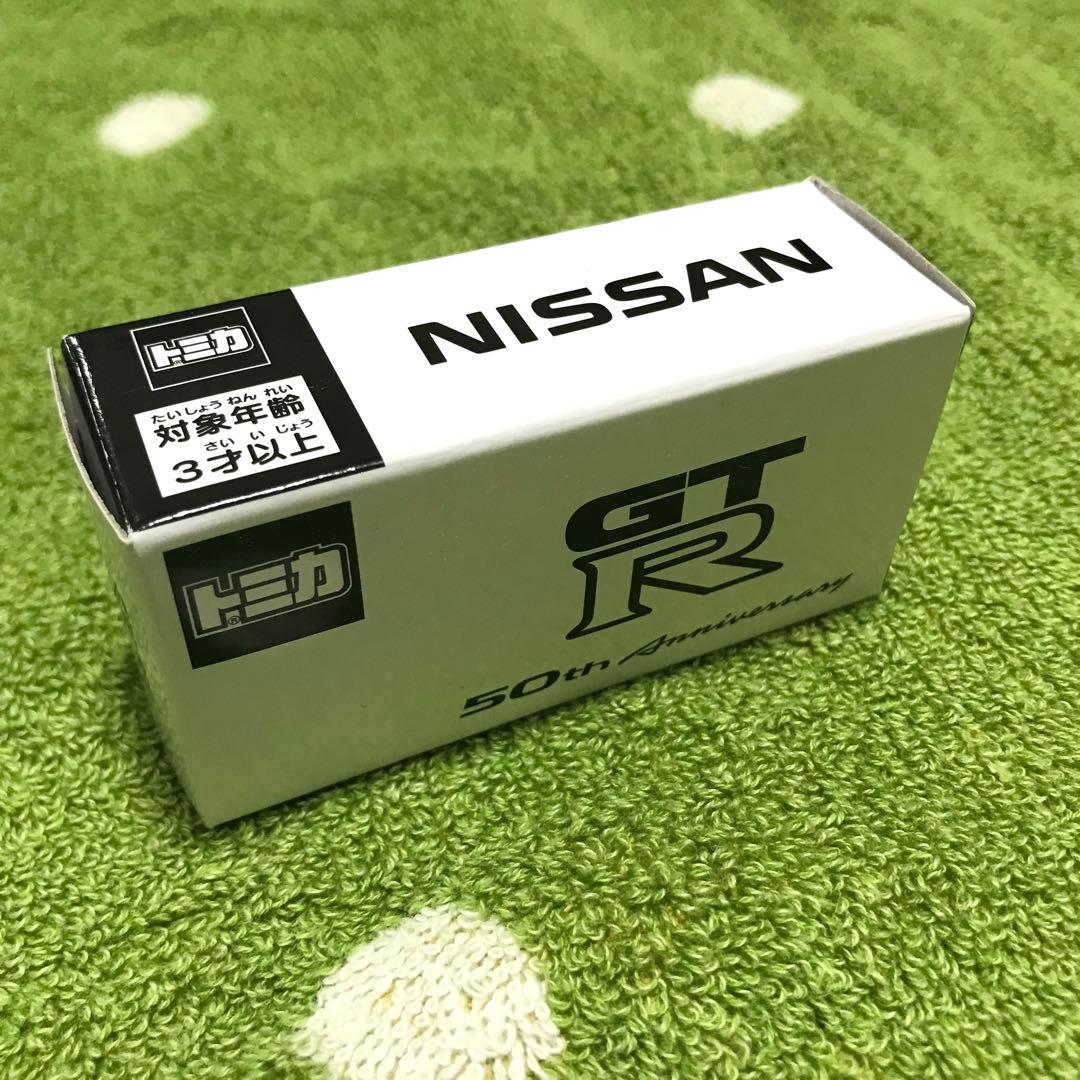 トミカ
たいしょう ねん れい
対象年齢
さい い じょう
3才以上
NISSAN
トミカ®
GT
R
50th Anniversary